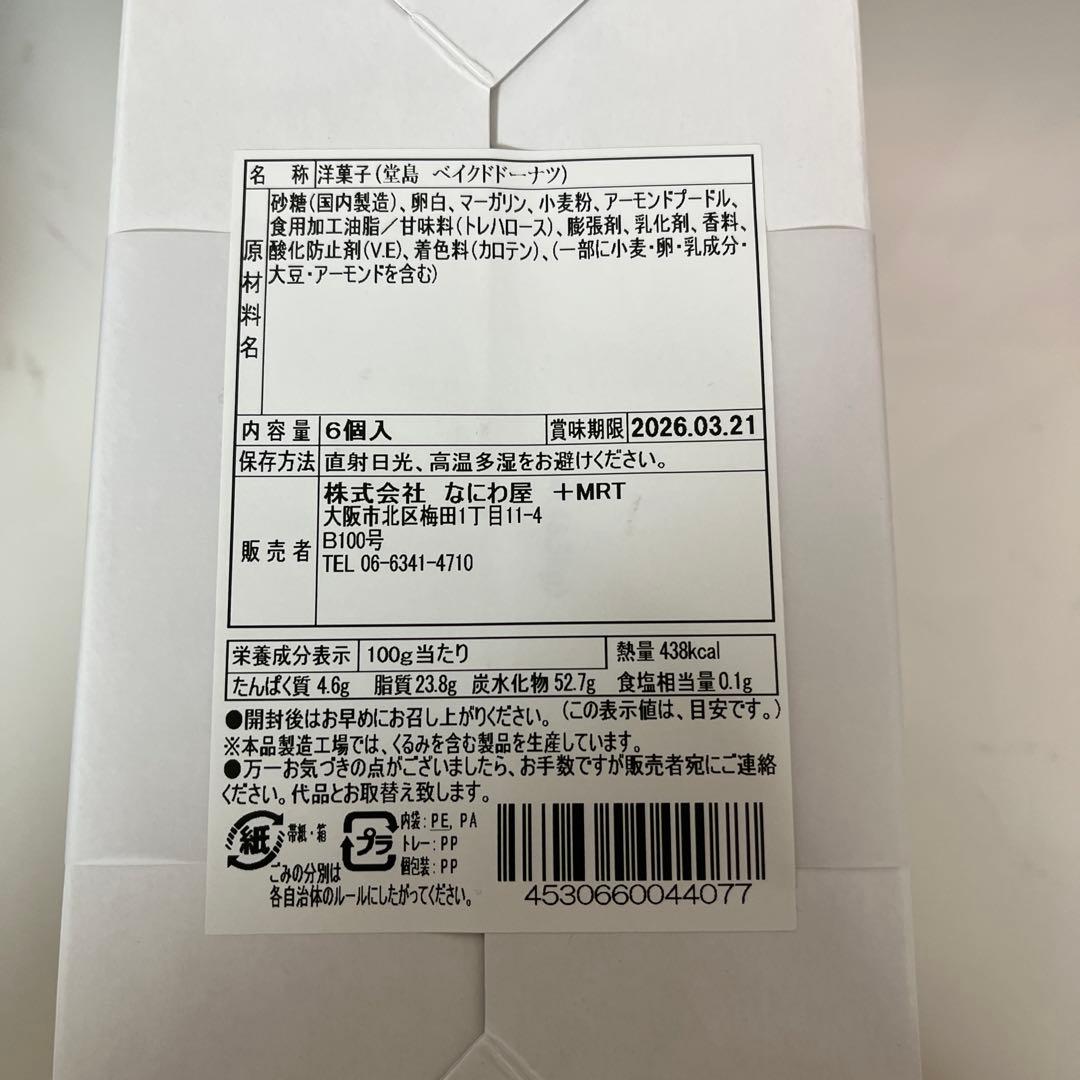 名 称 洋菓子(堂島 ベイクドドーナツ)
原材料名 砂糖(国内製造)、卵白、マーガリン、小麦粉、アーモンドプードル、
食用加工油脂／甘味料(トレハロース)、膨張剤、乳化剤、香料、
酸化防止剤(V.E)、着色料(カロテン)、(一部に小麦・卵・乳成分・
大豆・アーモンドを含む)
内容量 6個入 賞味期限 2026.03.21
保存方法 直射日光、高温多湿をお避けください。
販売者 株式会社 なにわ屋 +MRT
大阪市北区梅田1丁目11-4
B100号
TEL 06-6341-4710
栄養成分表示 100g当たり 熱量 438kcal
たんぱく質 4.6g 脂質23.8g 炭水化物 52.7g 食塩相当量 0.1g
●開封後はお早めにお召し上がりください。(この表示値は、目安です。)
※本品製造工場では、くるみを含む製品を生産しています。
●万一お気づきの点がございましたら、お手数ですが販売者宛にご連絡
ください。代品とお取替え致します。
紙 帯紙・箱 プラ 内袋:PE, PA
トレー:PP
個包装:PP
ごみの分別は
各自治体のルールにしたがってください。
4530660044077